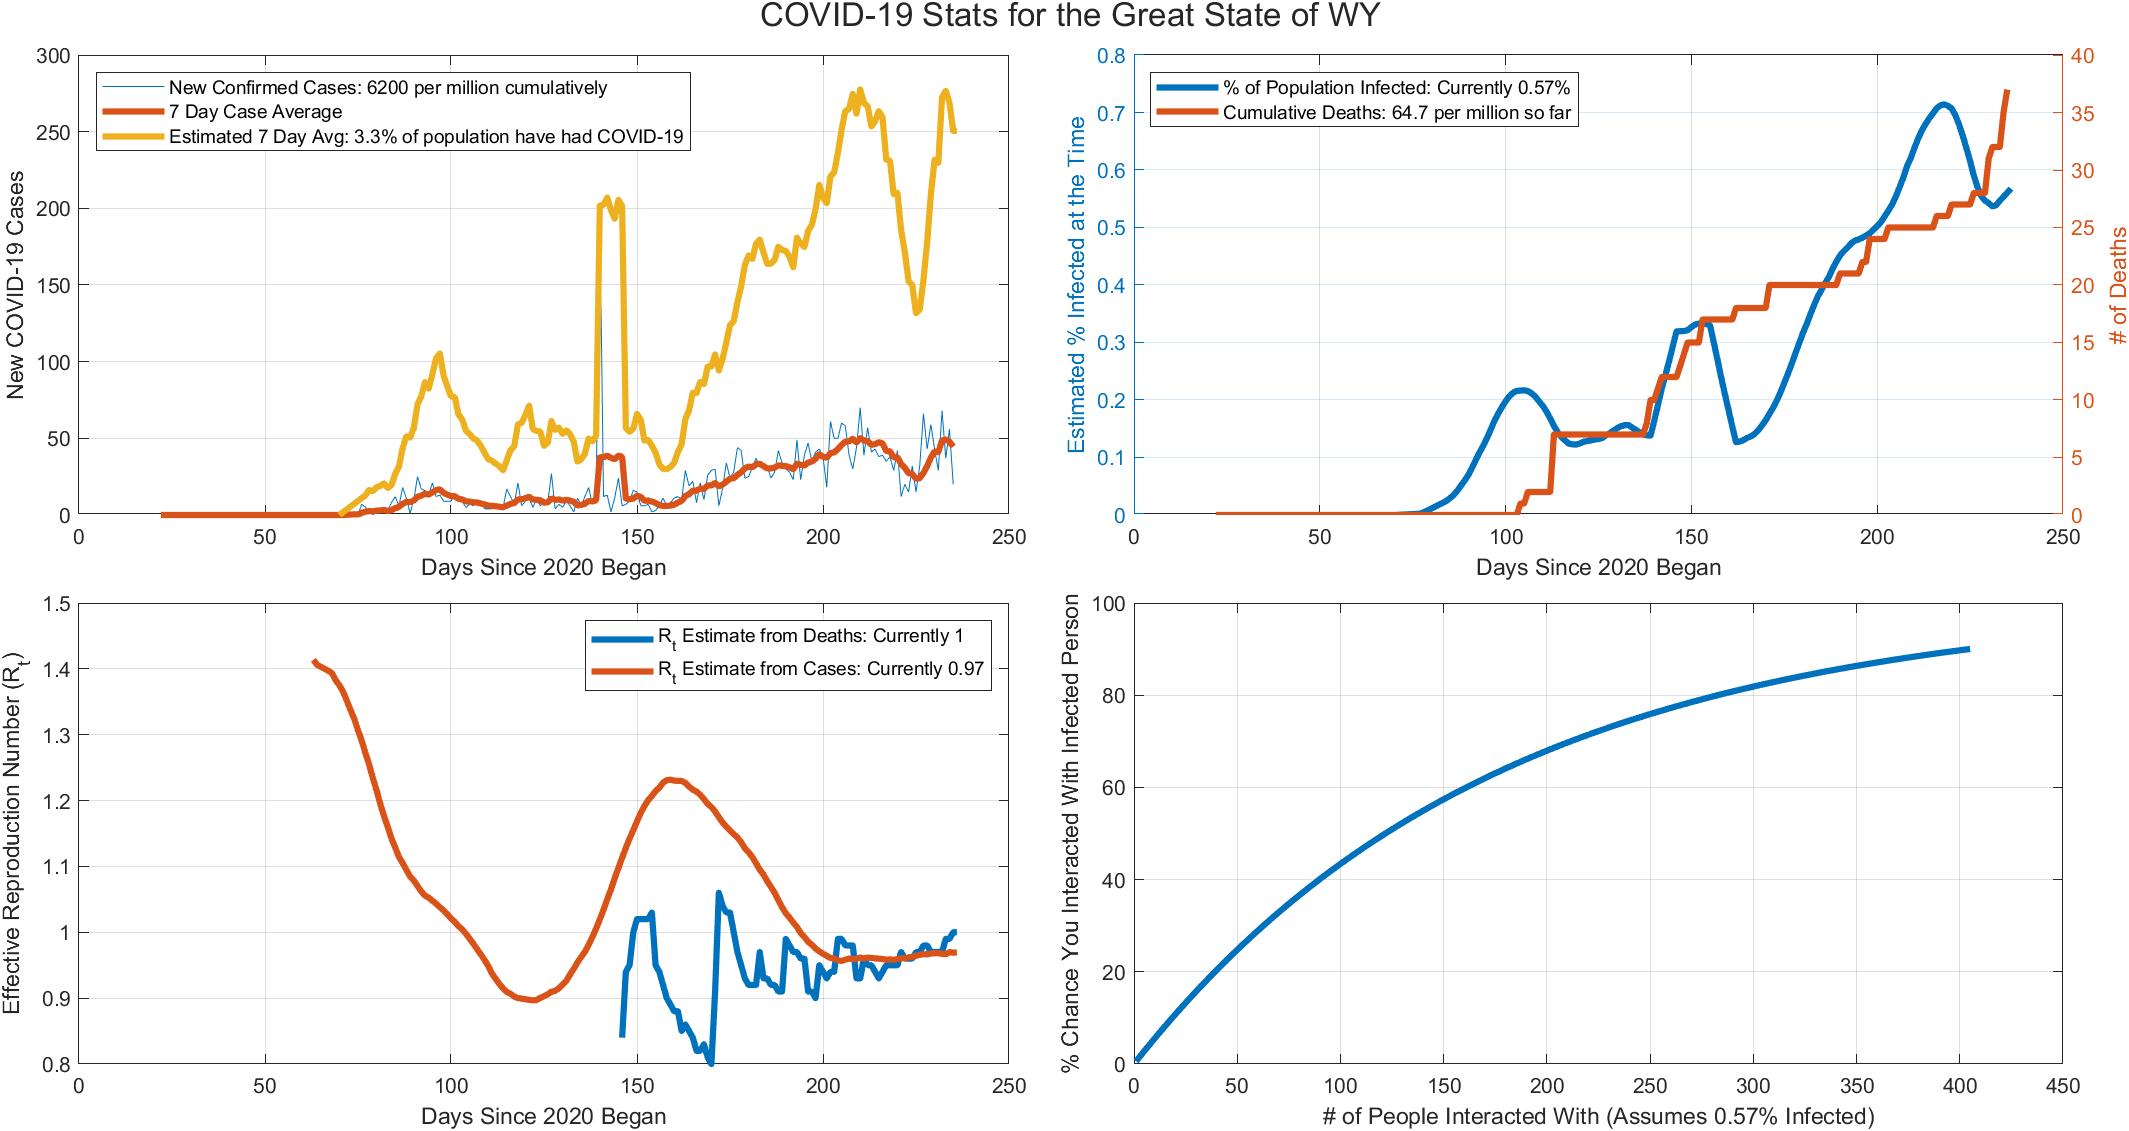 COVID-19 Stats for the Great State of WY
300
250
200
150
100
50
0
New COVID-19 Cases
New Confirmed Cases: 6200 per million cumulatively
7 Day Case Average
Estimated 7 Day Avg: 3.3% of population have had COVID-19
0 50 100 150 200 250
Days Since 2020 Began
0.8
0.7
0.6
0.5
0.4
0.3
0.2
0.1
0
Estimated % Infected at the Time
% of Population Infected: Currently 0.57%
Cumulative Deaths: 64.7 per million so far
40
35
30
25
20
15
10
5
0
# of Deaths
0 50 100 150 200 250
Days Since 2020 Began
1.5
1.4
1.3
1.2
1.1
1
0.9
0.8
Effective Reproduction Number (Rt)
Rt Estimate from Deaths: Currently 1
Rt Estimate from Cases: Currently 0.97
0 50 100 150 200 250
Days Since 2020 Began
100
80
60
40
20
0
% Chance You Interacted With Infected Person
0 50 100 150 200 250 300 350 400 450
# of People Interacted With (Assumes 0.57% Infected)